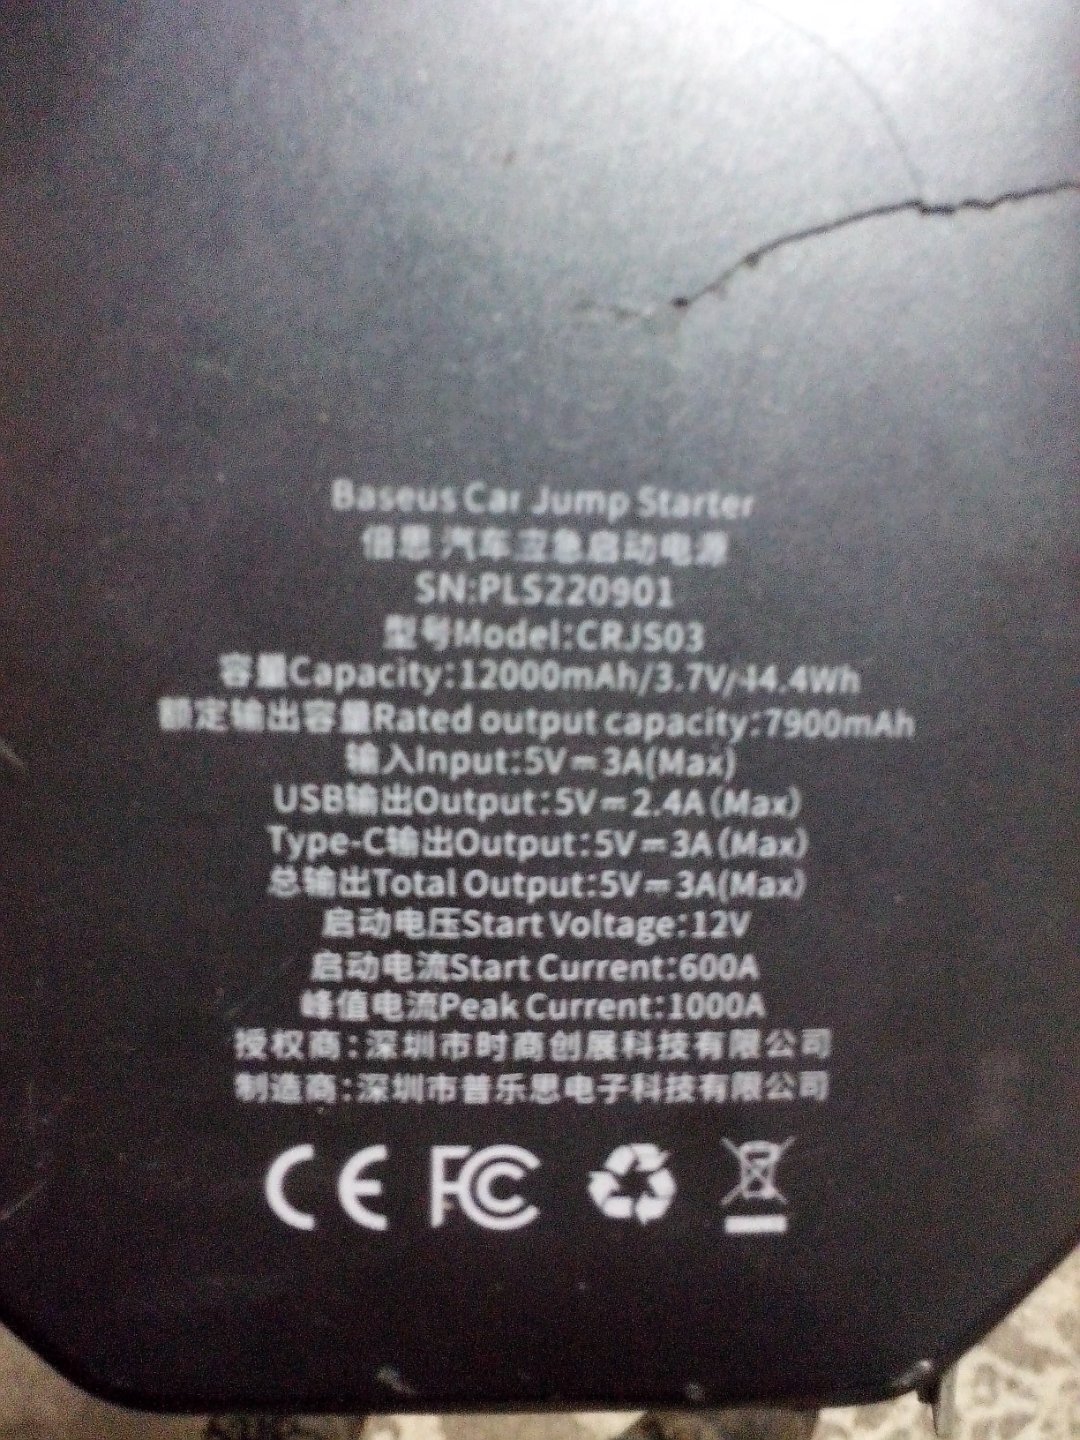 Baseus Car Jump Starter
倍思 汽车应急启动电源
SN:PLS220901
型号Model:CRJS03
容量Capacity:12000mAh/3.7V/44.4Wh
额定输出容量Rated output capacity:7900mAh
输入Input:5V⎓3A(Max)
USB输出Output:5V⎓2.4A(Max)
Type-C输出Output:5V⎓3A(Max)
总输出Total Output:5V⎓3A(Max)
启动电压Start Voltage:12V
启动电流Start Current:600A
峰值电流Peak Current:1000A
授权商:深圳市时商创展科技有限公司
制造商:深圳市普乐思电子科技有限公司
CE FC